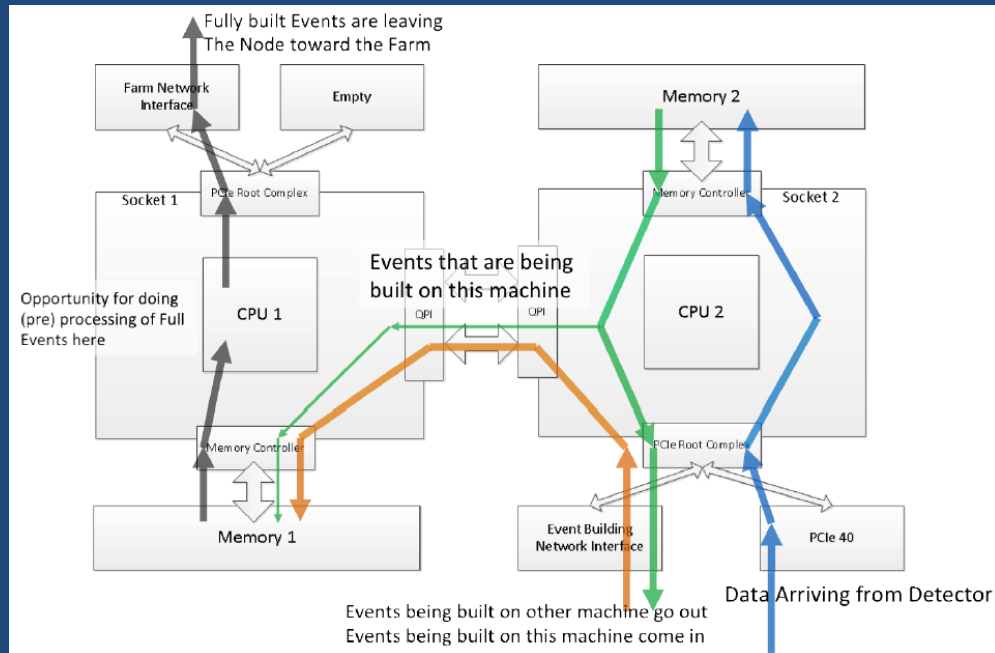 Fully built Events are leaving
The Node toward the Farm
Farm Network
Interface
Empty
Memory 2
PCIe Root Complex
Memory Controller
Socket 1
Socket 2
Events that are being
built on this machine
Opportunity for doing
(pre) processing of Full
Events here
CPU 1
QPI
QPI
CPU 2
Memory Controller
PCIe Root Complex
Memory 1
Event Building
Network Interface
PCIe 40
Data Arriving from Detector
Events being built on other machine go out
Events being built on this machine come in